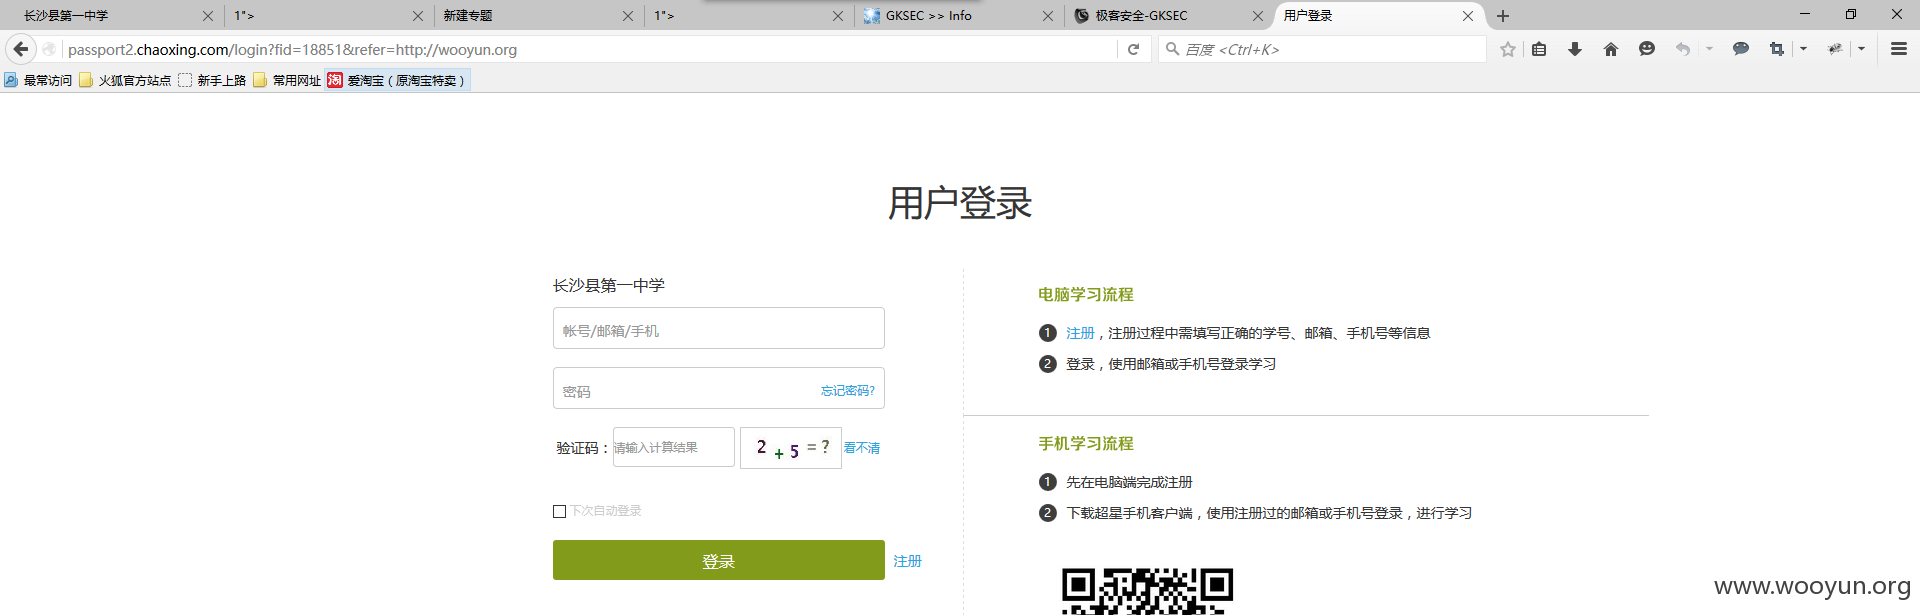 长沙县第一中学
1">
新建专题
1">
GKSEC >> Info
极客安全-GKSEC
用户登录
passport2.chaoxing.com/login?fid=18851&refer=http://wooyun.org
百度 <Ctrl+K>
最常访问
火狐官方站点
新手上路
常用网址
淘
爱淘宝（原淘宝特卖）
用户登录
长沙县第一中学
帐号/邮箱/手机
密码
忘记密码?
验证码：
请输入计算结果
2 + 5 = ?
看不清
下次自动登录
登录
注册
电脑学习流程
1 注册，注册过程中需填写正确的学号、邮箱、手机号等信息
2 登录，使用邮箱或手机号登录学习
手机学习流程
1 先在电脑端完成注册
2 下载超星手机客户端，使用注册过的邮箱或手机号登录，进行学习
www.wooyun.org